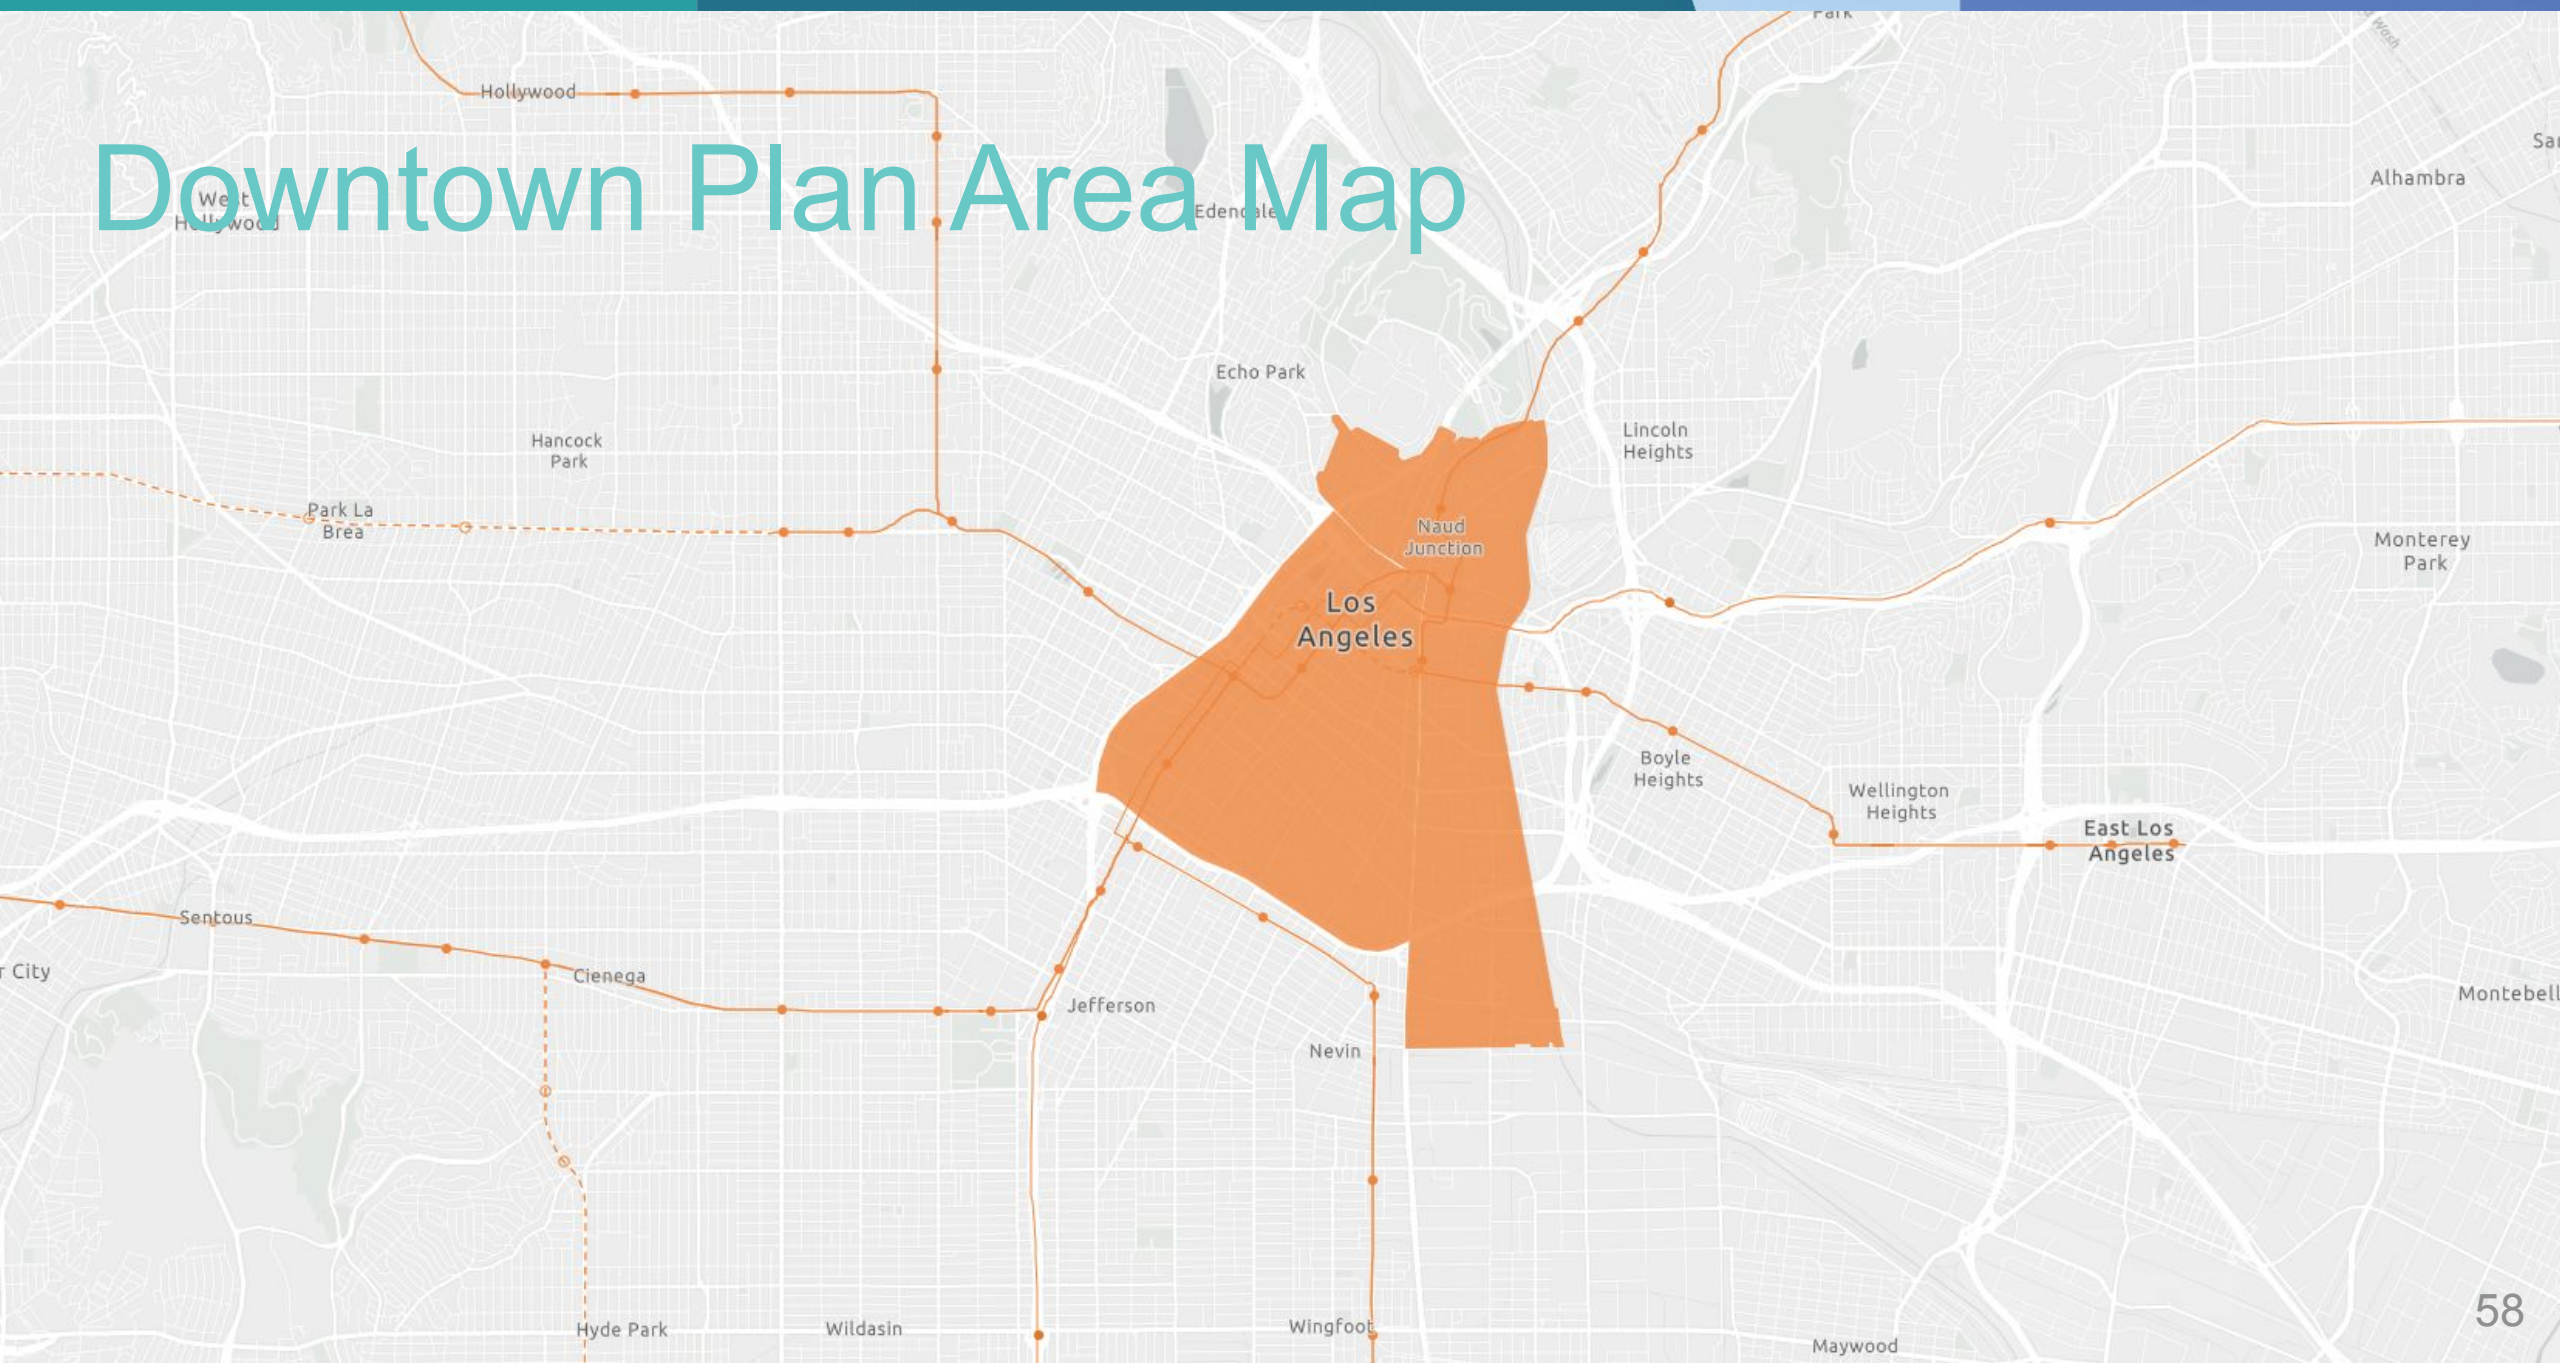 Park
Wash
Hollywood
Downtown Plan Area Map
West
Hollywood
Edendale
Alhambra
Echo Park
Hancock
Park
Lincoln
Heights
Park La
Brea
Naud
Junction
Monterey
Park
Los
Angeles
Boyle
Heights
Wellington
Heights
East Los
Angeles
Sentous
r City
Cienega
Jefferson
Montebell
Nevin
58
Hyde Park
Wildasin
Wingfoot
Maywood